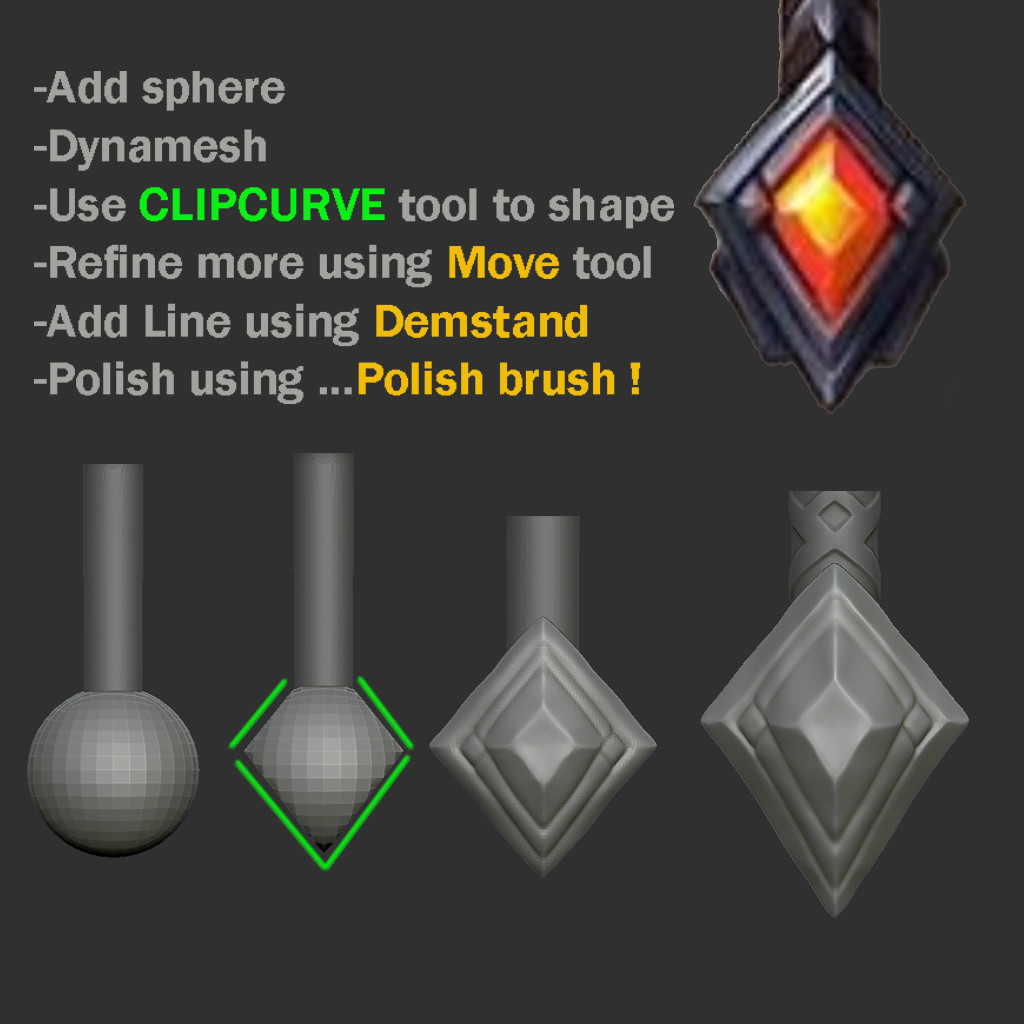 -Add sphere
-Dynamesh
-Use CLIPCURVE tool to shape
-Refine more using Move tool
-Add Line using Demstand
-Polish using ...Polish brush !